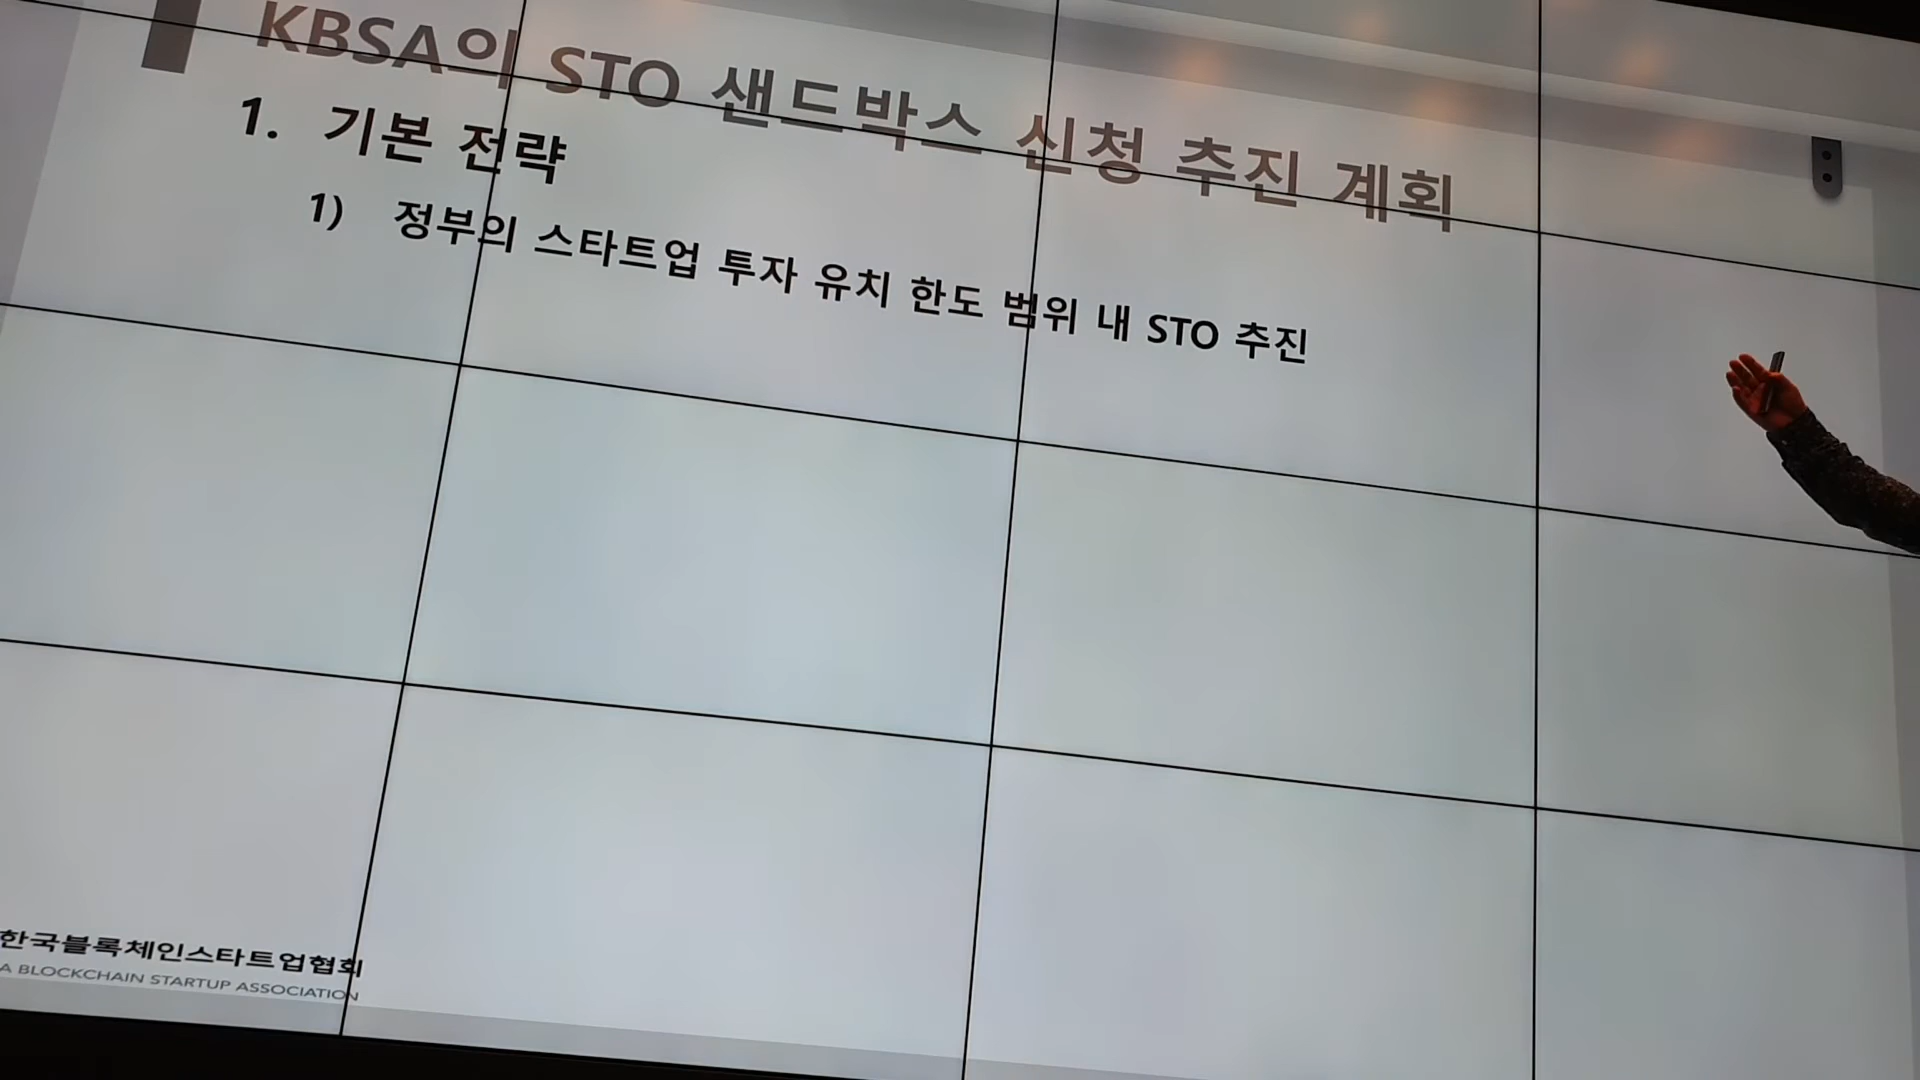 KBSA의 STO 샌드박스 신청 추진 계획
1. 기본 전략
1) 정부의 스타트업 투자 유치 한도 범위 내 STO 추진
한국블록체인스타트업협회
A BLOCKCHAIN STARTUP ASSOCIATION